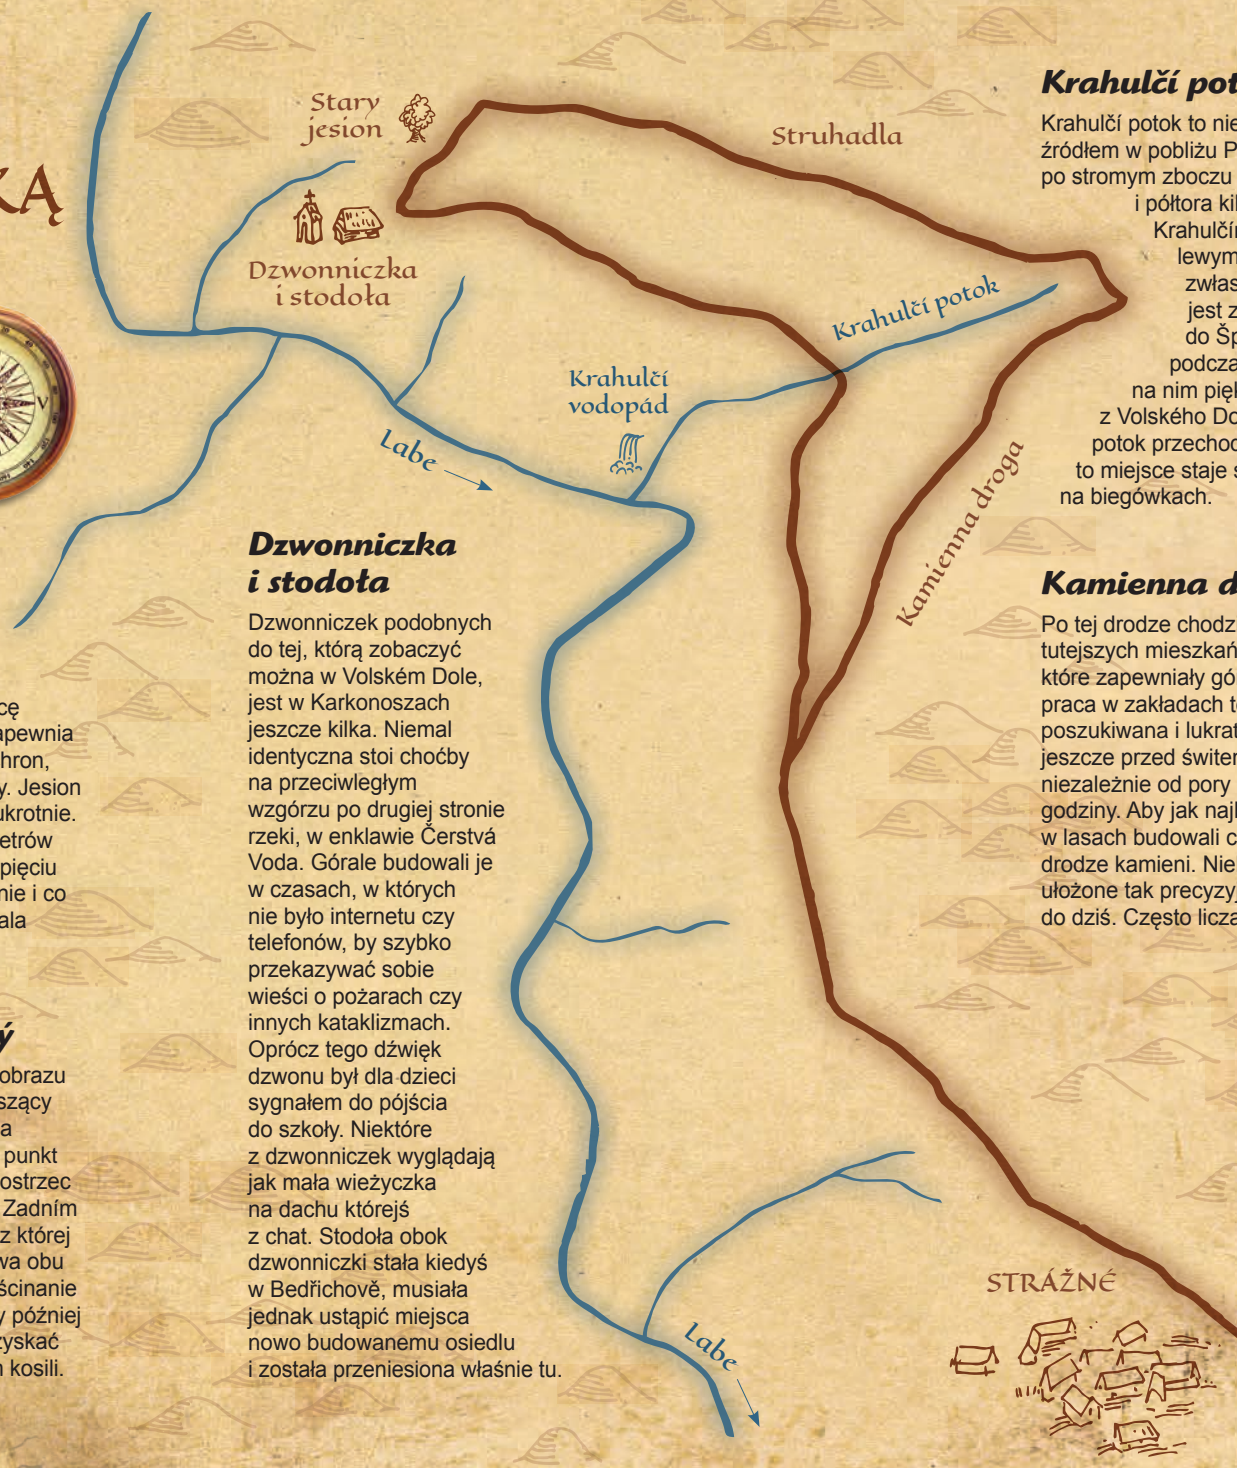 KĄ
Stary
jesion
Dzwonniczka
i stodoła
Struhadla
Krahulčí potok
Krahulčí
vodopád
Labe
Kamienna droga
V
Labe
STRÁŽNÉ
cę
apewnia
hron,
y. Jesion
ukrotnie.
etrów
pięciu
nie i co
ala
ý
obrazu
szący
a
punkt
ostrzec
Zadním
z której
wa obu
ścinanie
y później
zyskać
n kosili.
Dzwonniczka
i stodoła
Dzwonniczek podobnych
do tej, którą zobaczyć
można w Volském Dole,
jest w Karkonoszach
jeszcze kilka. Niemal
identyczna stoi choćby
na przeciwległym
wzgórzu po drugiej stronie
rzeki, w enklawie Čerstvá
Voda. Górale budowali je
w czasach, w których
nie było internetu czy
telefonów, by szybko
przekazywać sobie
wieści o pożarach czy
innych kataklizmach.
Oprócz tego dźwięk
dzwonu był dla dzieci
sygnałem do pójścia
do szkoły. Niektóre
z dzwonniczek wyglądają
jak mała wieżyczka
na dachu którejś
z chat. Stodoła obok
dzwonniczki stała kiedyś
w Bedřichově, musiała
jednak ustąpić miejsca
nowo budowanemu osiedlu
i została przeniesiona właśnie tu.
Krahulčí pot
Krahulčí potok to nie
źródłem w pobliżu P
po stromym zboczu
i półtora kil
Krahulčín
lewym
zwłas
jest z
do Šp
podcza
na nim pięk
z Volského Do
potok przechod
to miejsce staje s
na biegówkach.
Kamienna d
Po tej drodze chodz
tutejszych mieszkań
które zapewniały gó
praca w zakładach t
poszukiwana i lukrat
jeszcze przed świte
niezależnie od pory
godziny. Aby jak najl
w lasach budowali c
drodze kamieni. Nie
ułożone tak precyzy
do dziś. Często licz